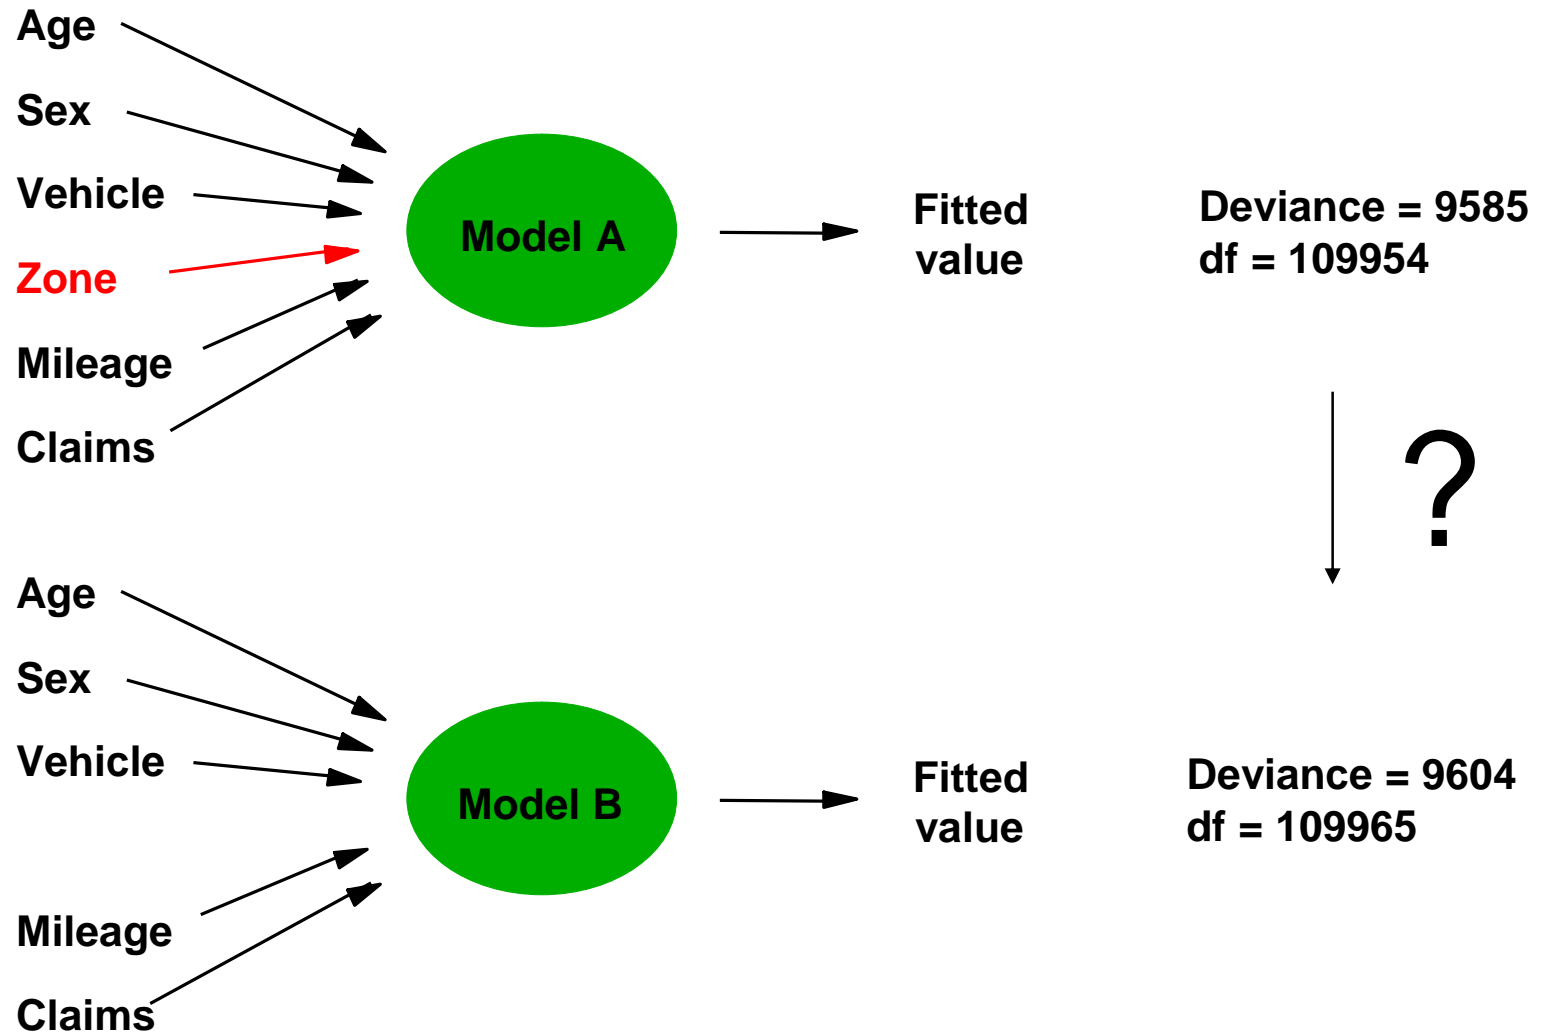 Age
Sex
Vehicle
Zone
Mileage
Claims
Model A
Fitted
value
Deviance = 9585
df = 109954
?
Age
Sex
Vehicle
Mileage
Claims
Model B
Fitted
value
Deviance = 9604
df = 109965